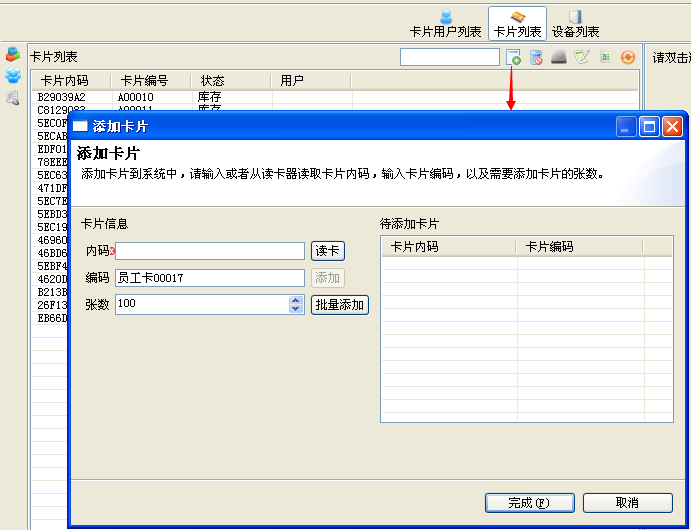 卡片用户列表 卡片列表 设备列表
卡片列表
卡片内码 卡片编号 状态 用户
B29039A2 A00010 库存
C8129083 A00011 库存
5EC0F
5ECAB
EDF01
78EEE
5EC63
471DF
5EC7E
5EBD3
5EC19
46960
46BD6
5EBF4
4620D
B213B
26F13
EB66D
添加卡片
添加卡片
添加卡片到系统中，请输入或者从读卡器读取卡片内码，输入卡片编码，以及需要添加卡片的张数。
卡片信息
内码 读卡
编码 员工卡00017 添加
张数 100 批量添加
待添加卡片
卡片内码 卡片编码
完成(F) 取消
请双击